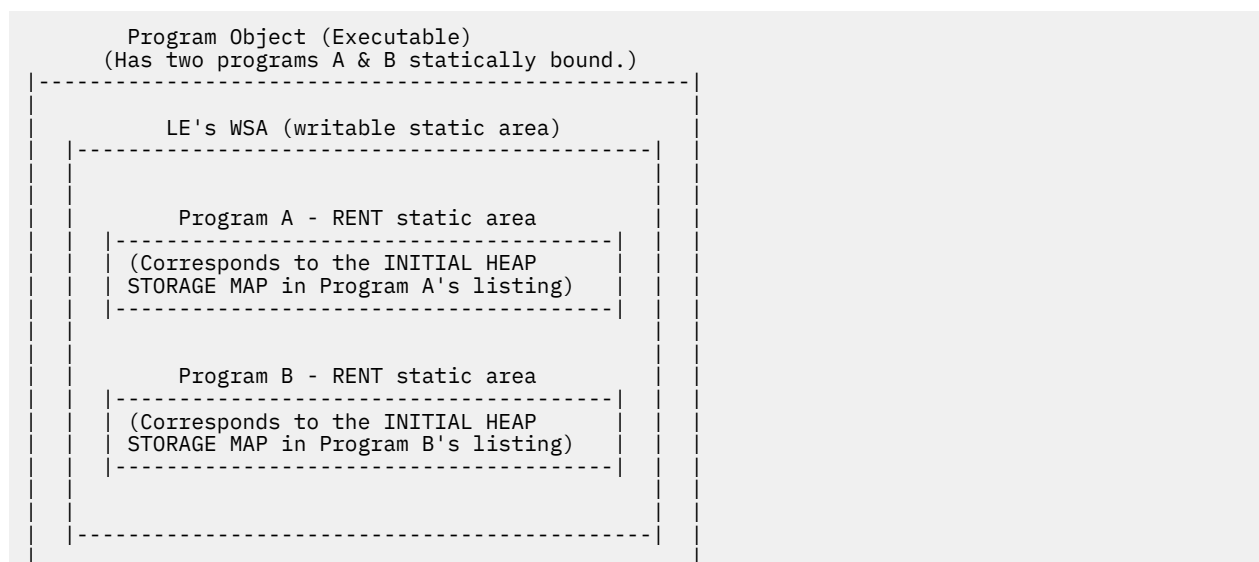 Program Object (Executable)
(Has two programs A & B statically bound.)
|---------------------------------------------------|
LE's WSA (writable static area)
|---------------------------------------------|
Program A - RENT static area
|---------------------------------------|
(Corresponds to the INITIAL HEAP
STORAGE MAP in Program A's listing)
|---------------------------------------|
Program B - RENT static area
|---------------------------------------|
(Corresponds to the INITIAL HEAP
STORAGE MAP in Program B's listing)
|---------------------------------------|
|---------------------------------------------|